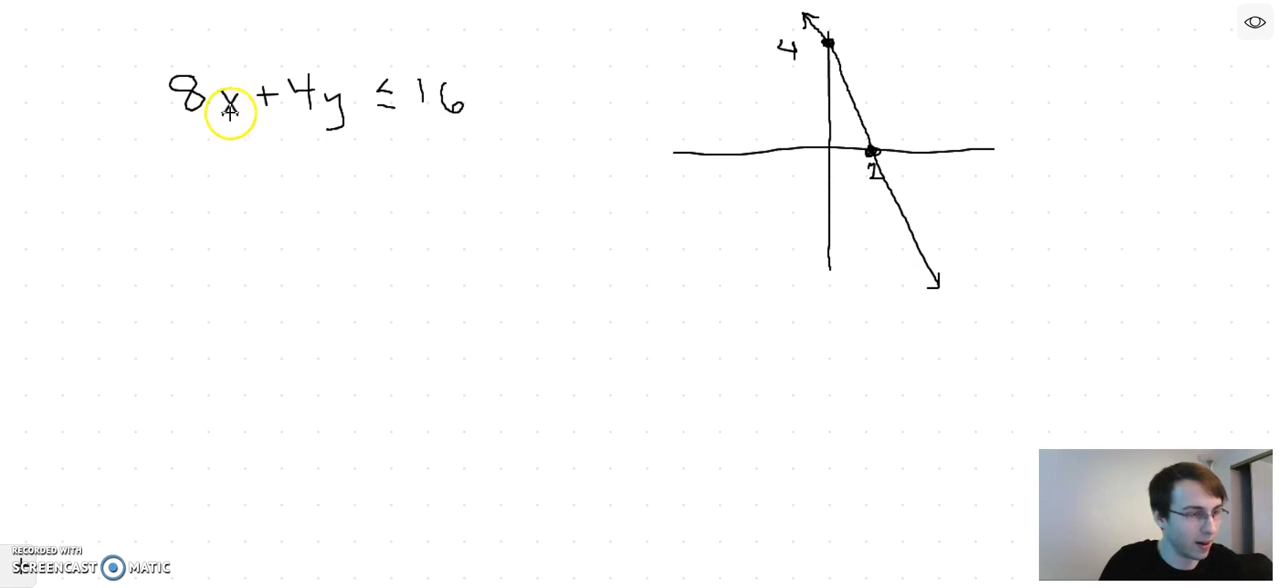 8x + 4y ≤ 16
4
2
RECORDED WITH
SCREENCAST MATIC